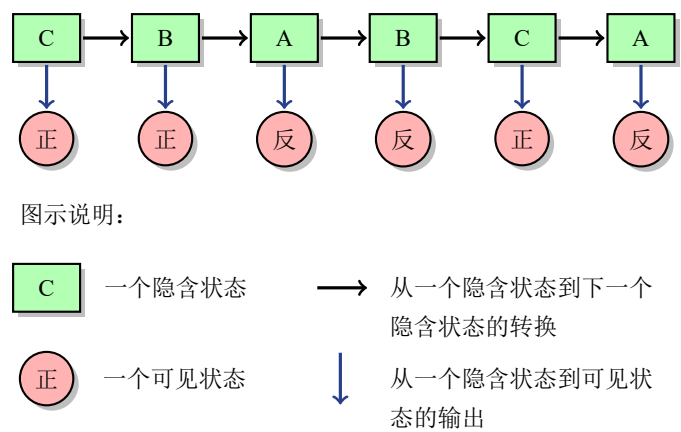 C B A B C A
正 正 反 反 正 反
图示说明：
C 一个隐含状态 从一个隐含状态到下一个
隐含状态的转换
正 一个可见状态 从一个隐含状态到可见状
态的输出